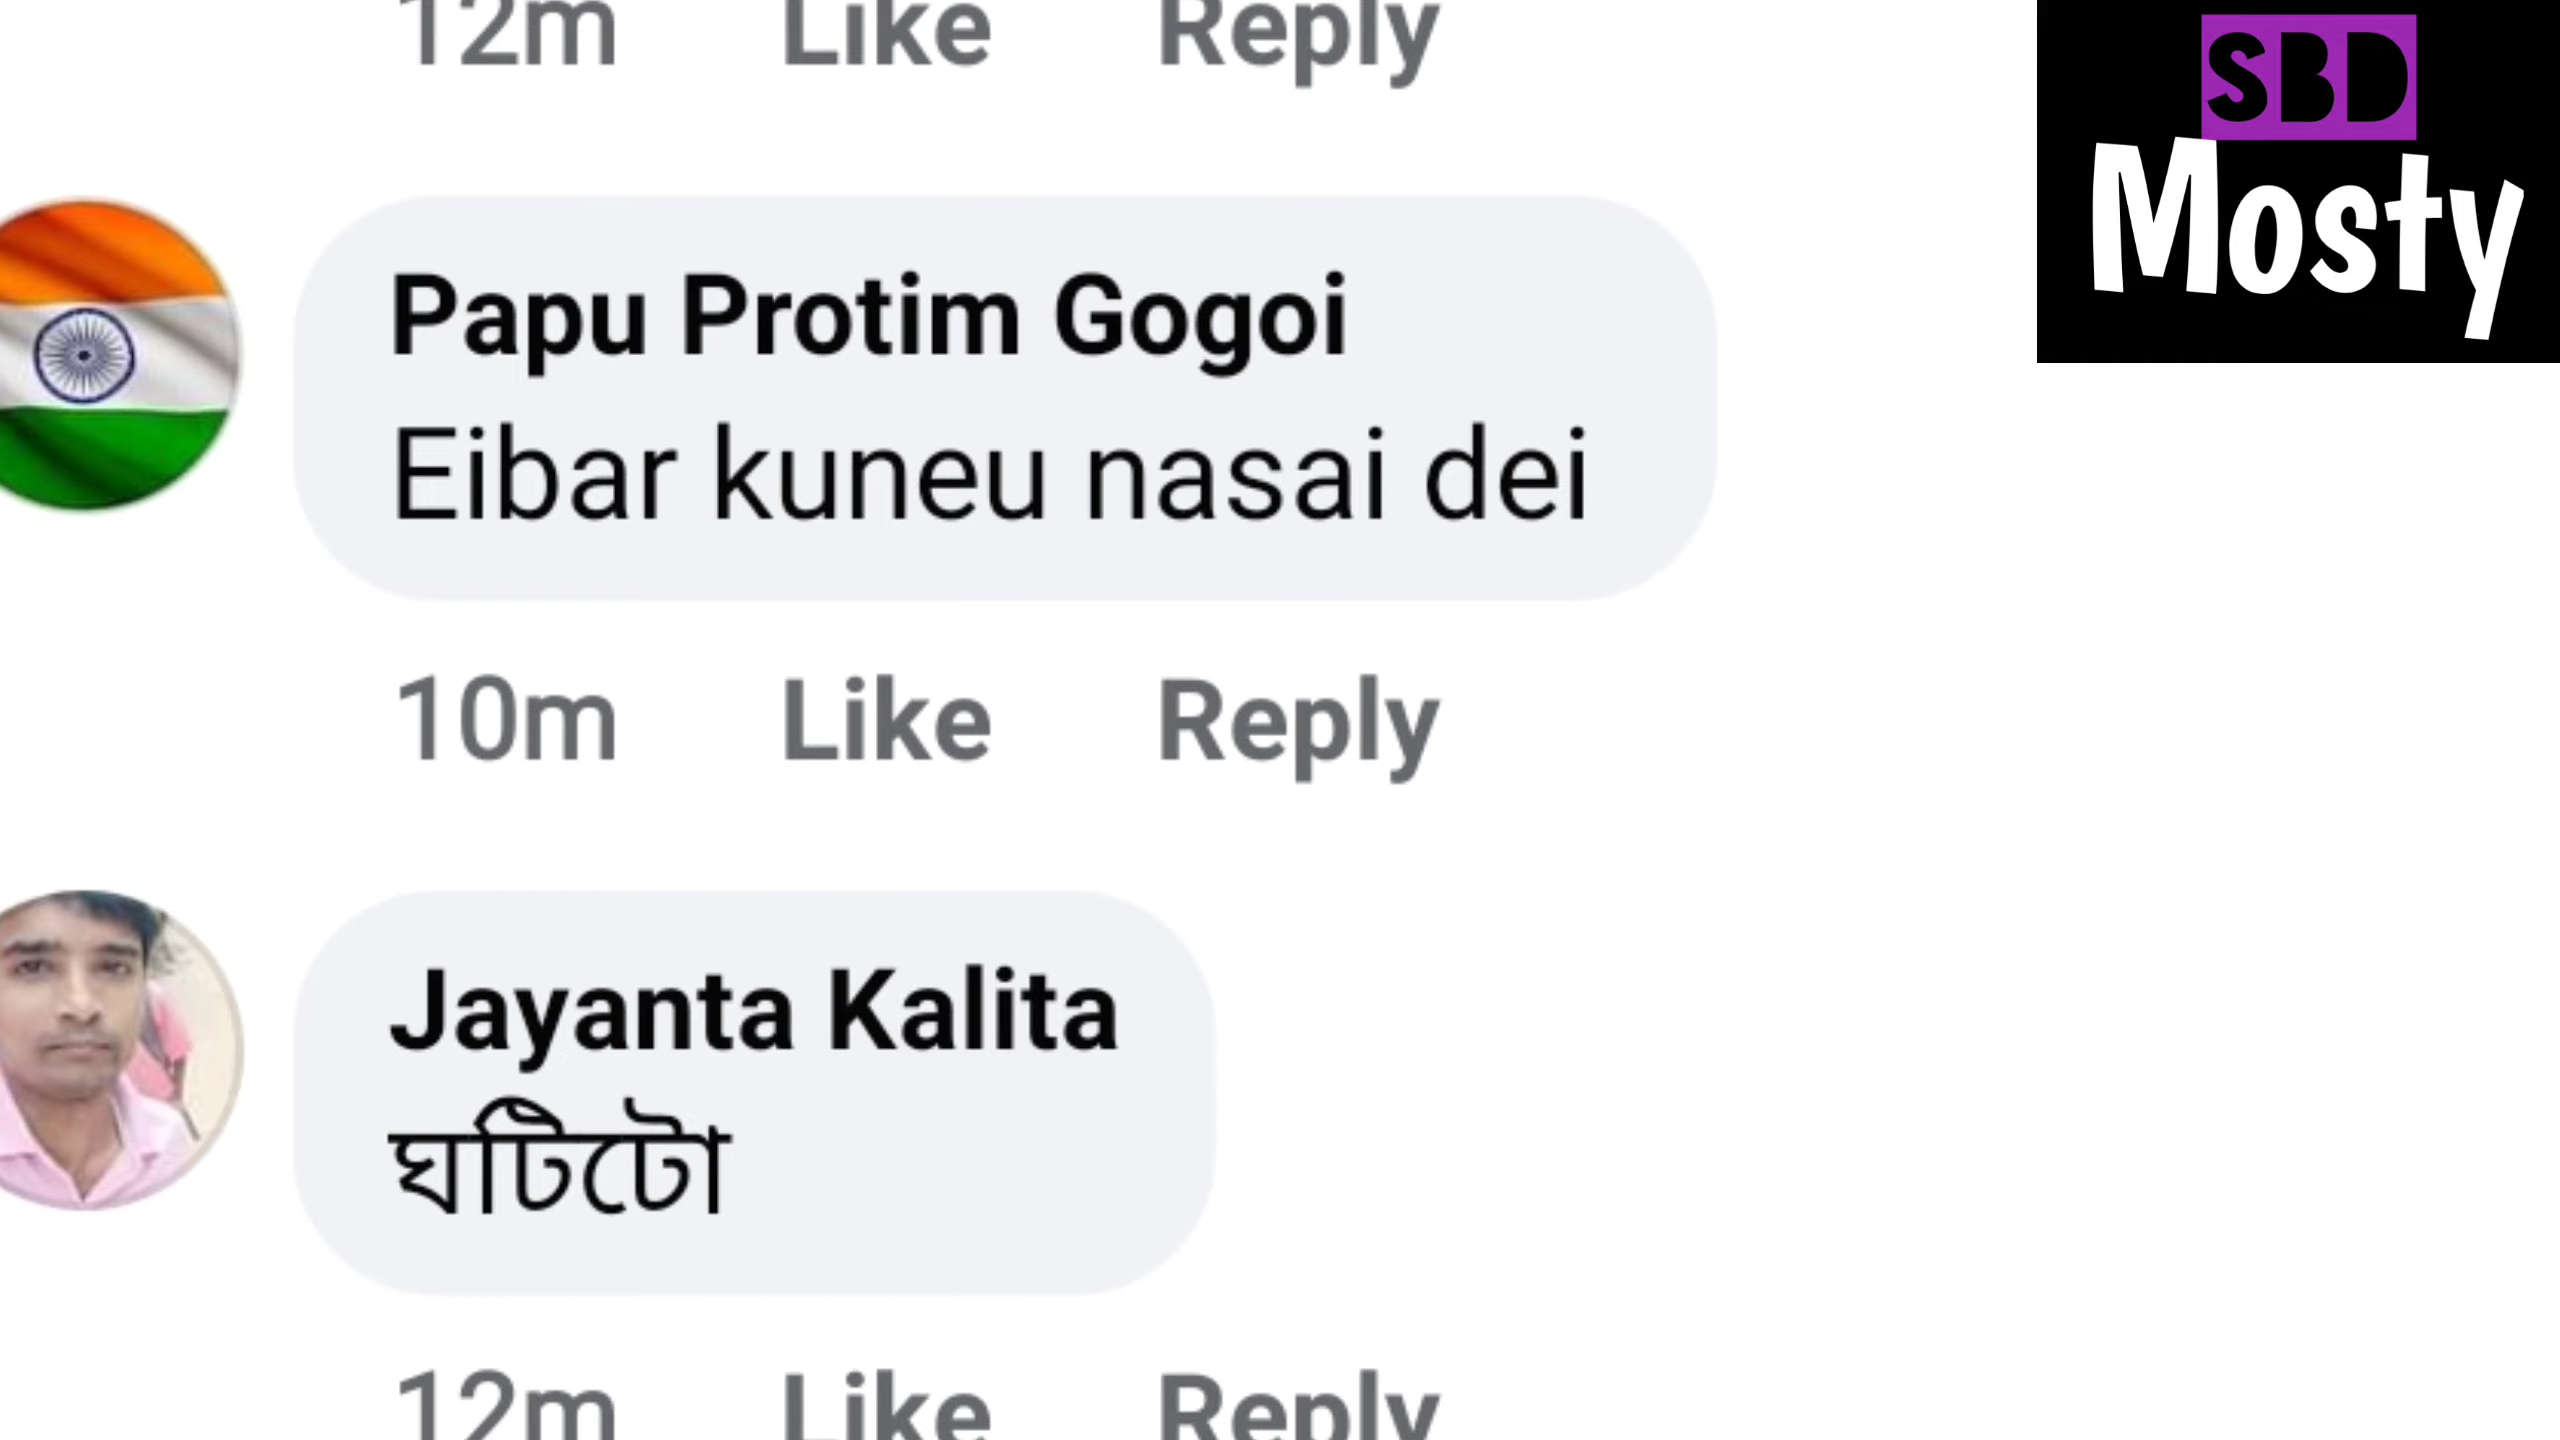 12m Like Reply
SBD
Mosty
Papu Protim Gogoi
Eibar kuneu nasai dei
10m Like Reply
Jayanta Kalita
ঘটিটো
12m Like Reply